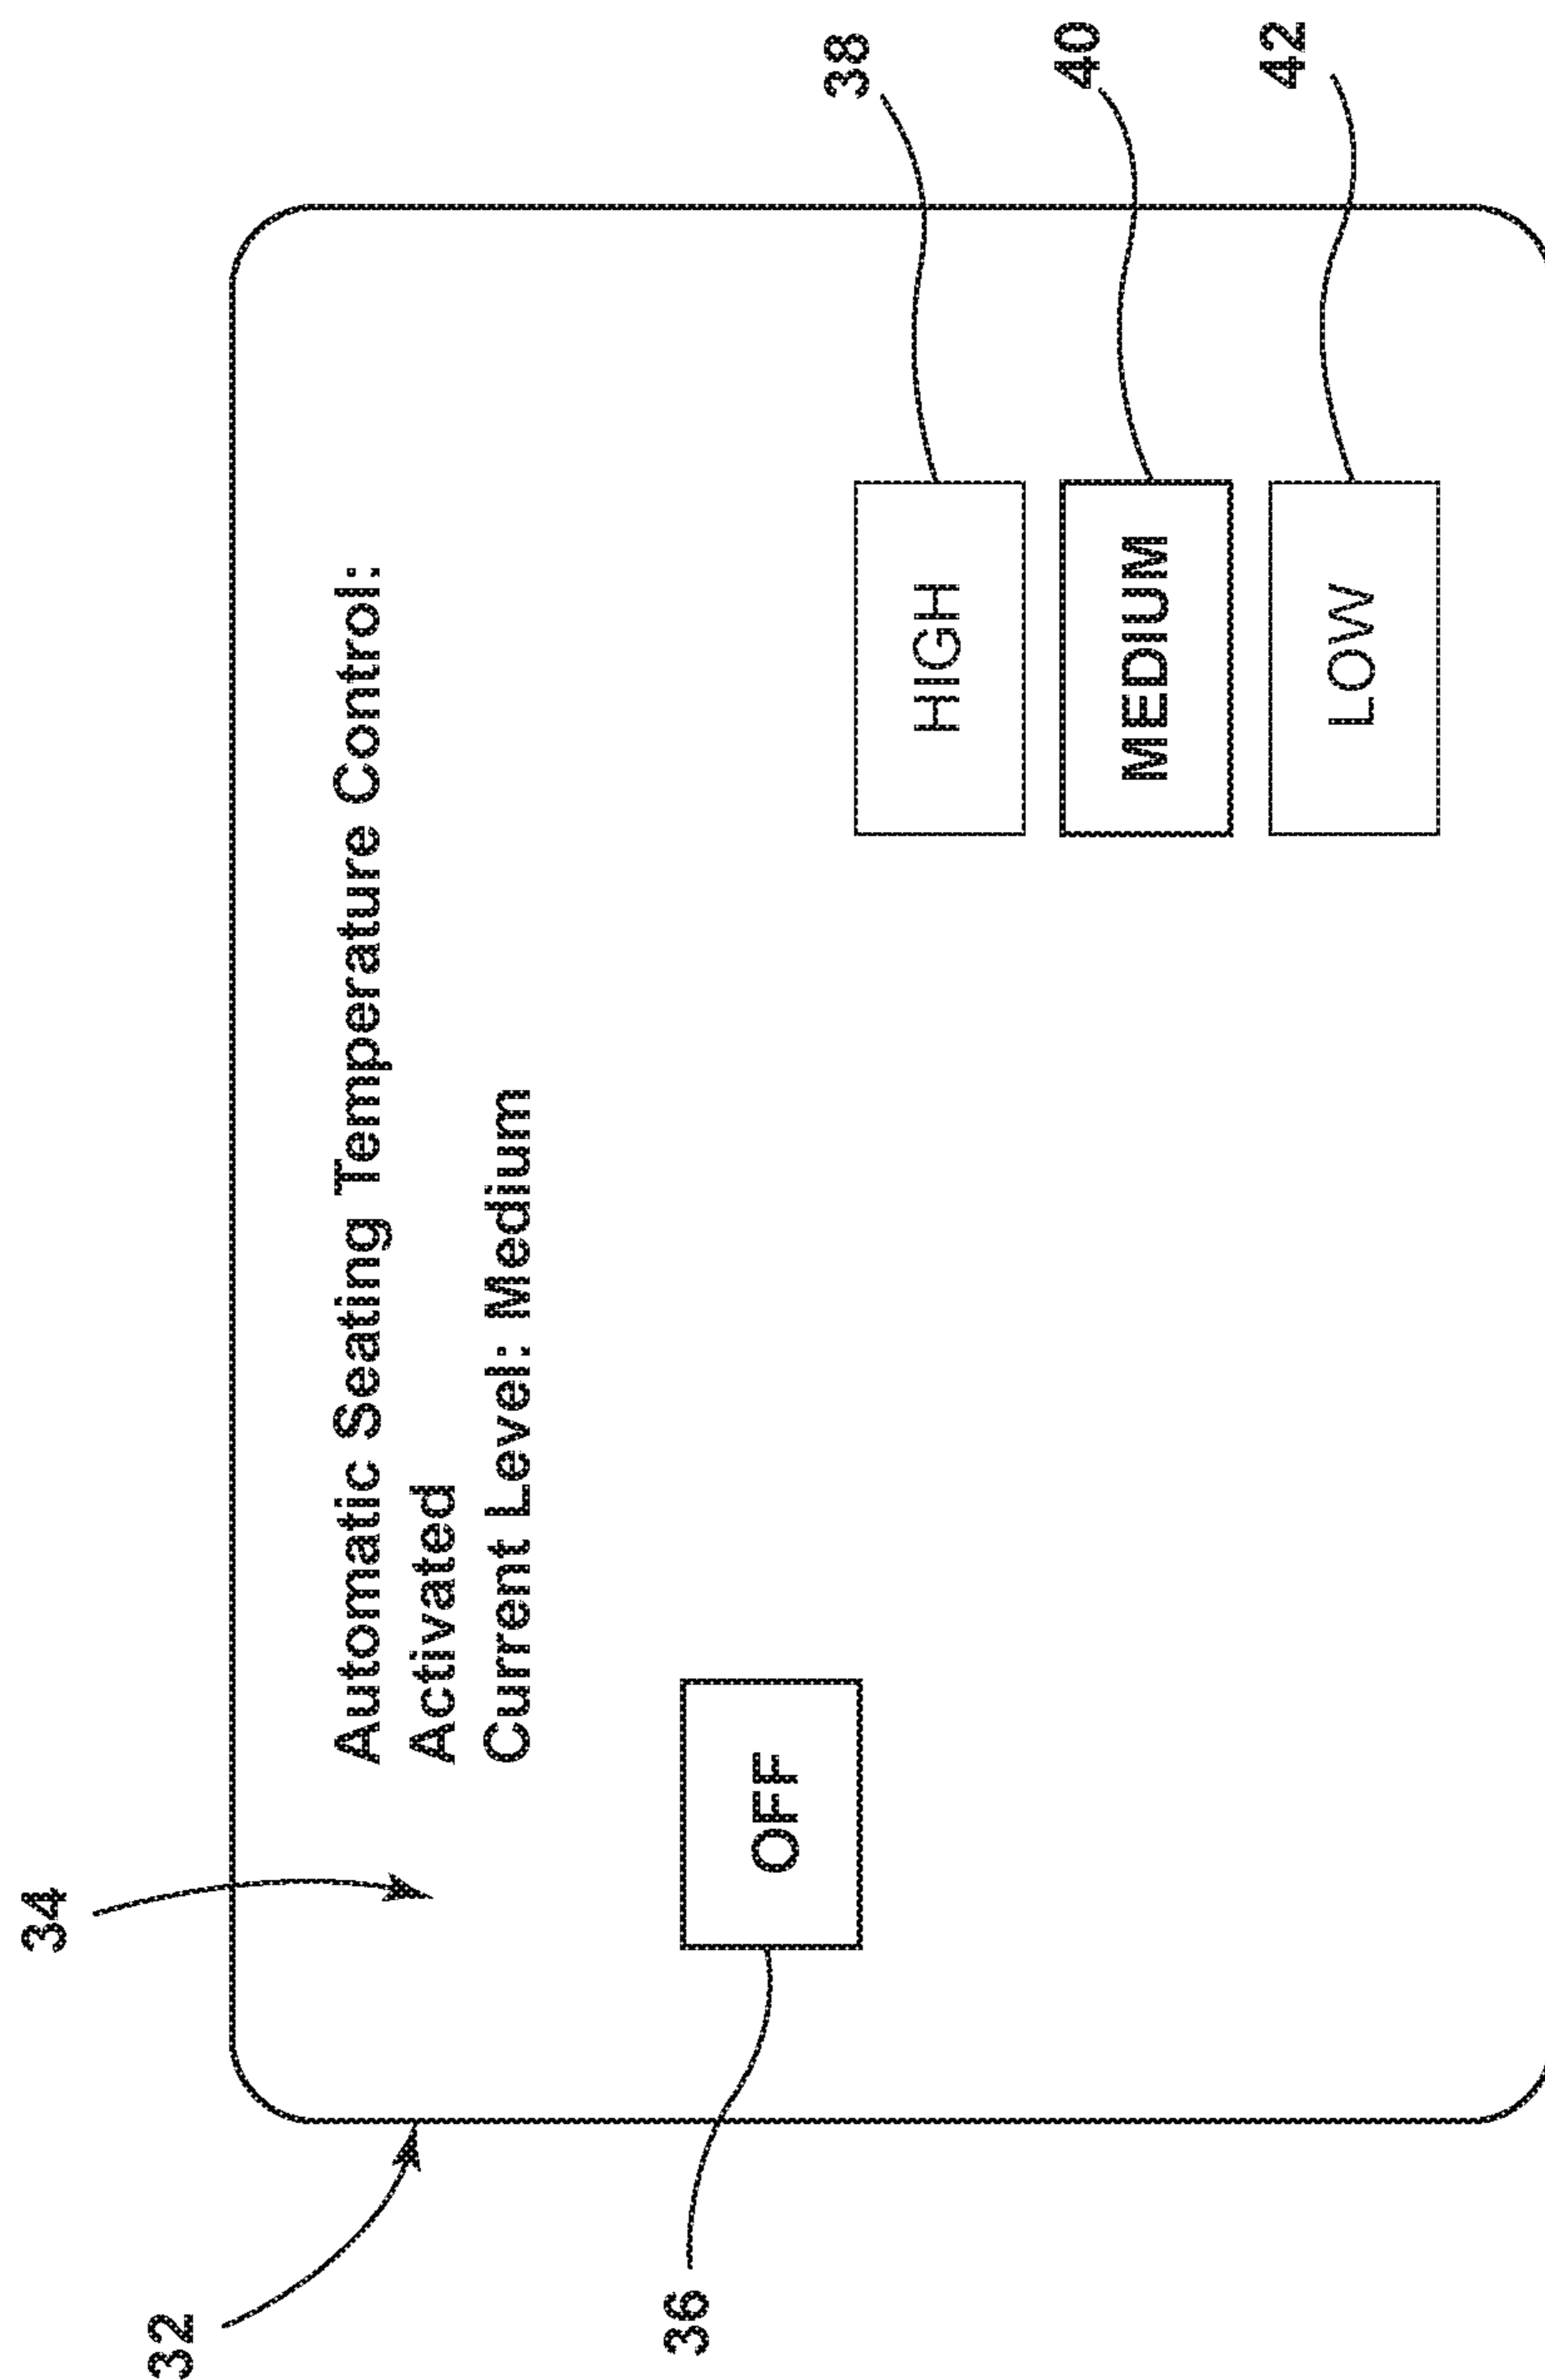 34
32
Automatic Seating Temperature Control:
Activated
Current Level: Medium
36
OFF
HIGH
38
MEDIUM
40
LOW
42